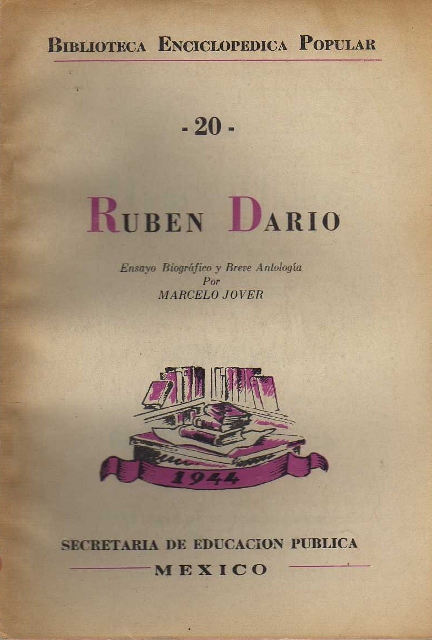 BIBLIOTECA ENCICLOPEDICA POPULAR
- 20 -
RUBEN DARIO
Ensayo Biográfico y Breve Antología
Por
MARCELO JOVER
1944
SECRETARIA DE EDUCACION PUBLICA
MEXICO